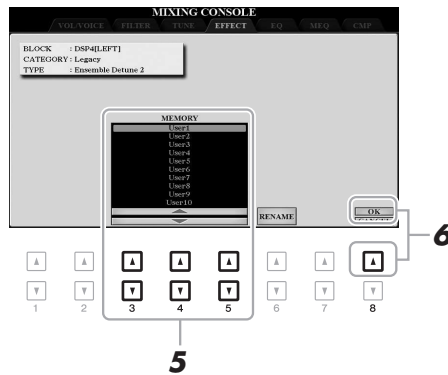 MIXING CONSOLE
VOL/VOICE FILTER TUNE EFFECT EQ MEQ CMP
BLOCK : DSP4[LEFT]
CATEGORY : Legacy
TYPE : Ensemble Detune 2
MEMORY
User1
User2
User3
User4
User5
User6
User7
User8
User9
User10
RENAME
OK
6
1 2 3 4 5 6 7 8
5